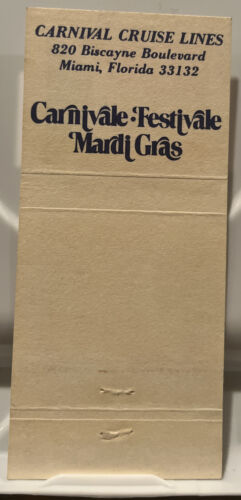 CARNIVAL CRUISE LINES
820 Biscayne Boulevard
Miami, Florida 33132
Carnivale•Festivale
Mardi Gras